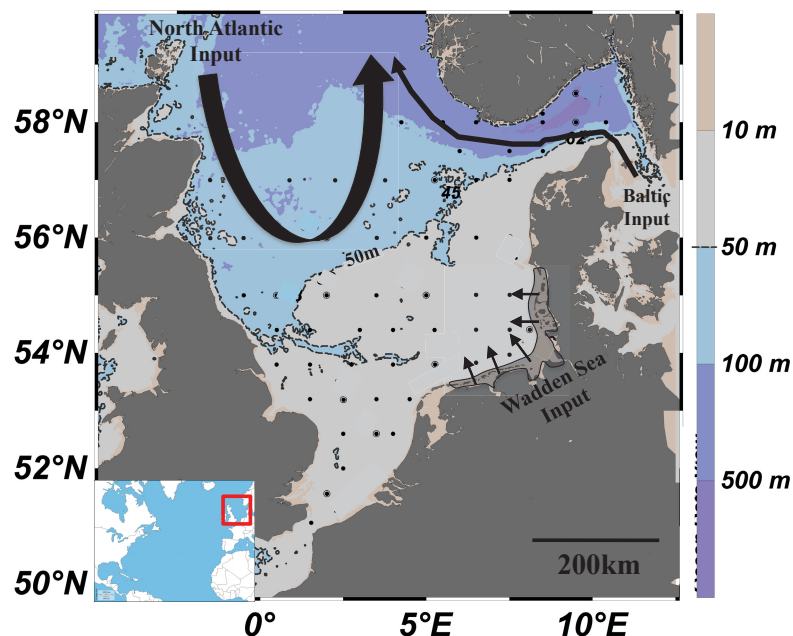 North Atlantic
Input
58°N
56°N
54°N
52°N
50°N
62
45
50m
Baltic
Input
Wadden Sea
Input
200km
0°
5°E
10°E
10 m
50 m
100 m
500 m